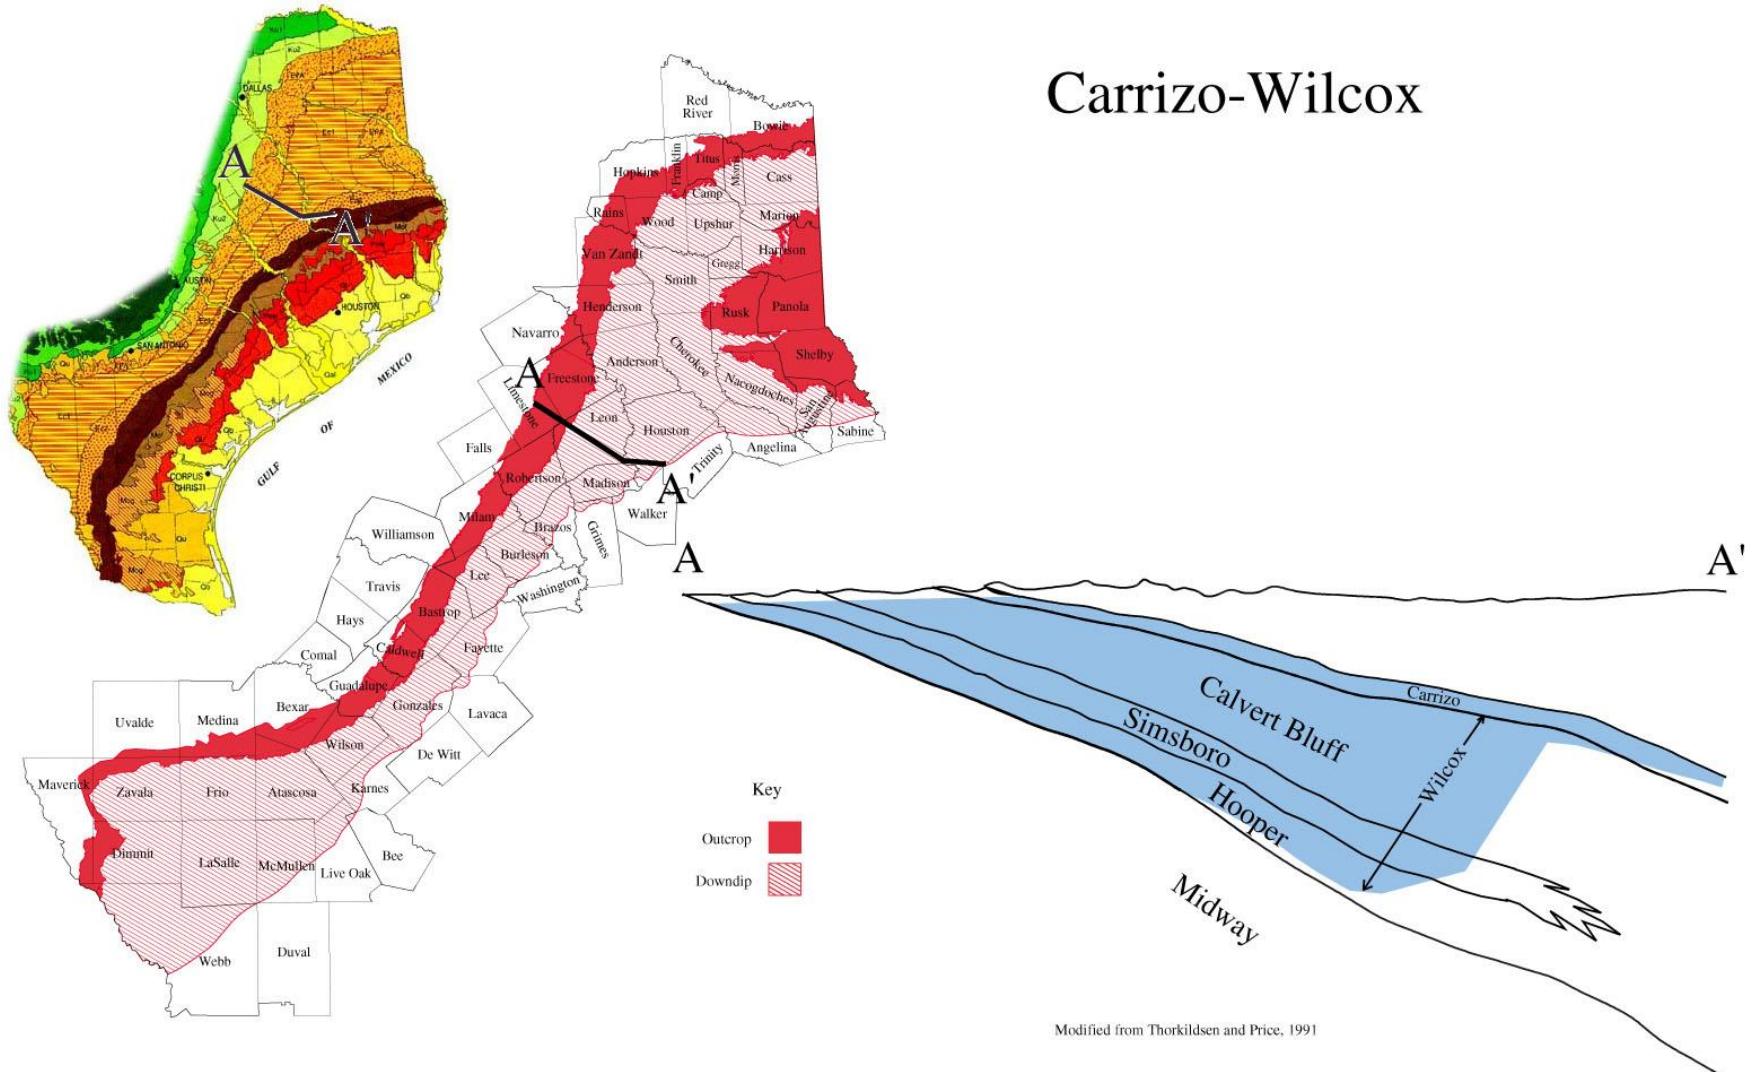 Carrizo-Wilcox
DALLAS
AUSTIN
SAN ANTONIO
HOUSTON
CORPUS
CHRISTI
GULF
OF
MEXICO
A
A'
Ku2
Ku2
Qu
Qb
Red
River
Bowie
Franklin
Titus
Hopkins
Cass
Camp
Rains
Wood
Upshur
Marion
Van Zandt
Harrison
Gregg
Smith
Henderson
Rusk
Panola
Navarro
Anderson
Cherokee
Shelby
A
Freestone
Limestone
Nacogdoches
San
Augustine
Leon
Houston
Sabine
Falls
Angelina
Trinity
Robertson
Madison
A'
Walker
Milam
Brazos
Grimes
Williamson
Burleson
Travis
Lee
Washington
Bastrop
Hays
Caldwell
Fayette
Comal
Guadalupe
Gonzales
Bexar
Lavaca
Uvalde
Medina
Wilson
De Witt
Maverick
Zavala
Frio
Atascosa
Karnes
Dimmit
LaSalle
McMullen
Live Oak
Bee
Webb
Duval
Key
Outcrop
Downdip
A
A'
Carrizo
Calvert Bluff
Simsboro
Wilcox
Hooper
Midway
Modified from Thorkildsen and Price, 1991